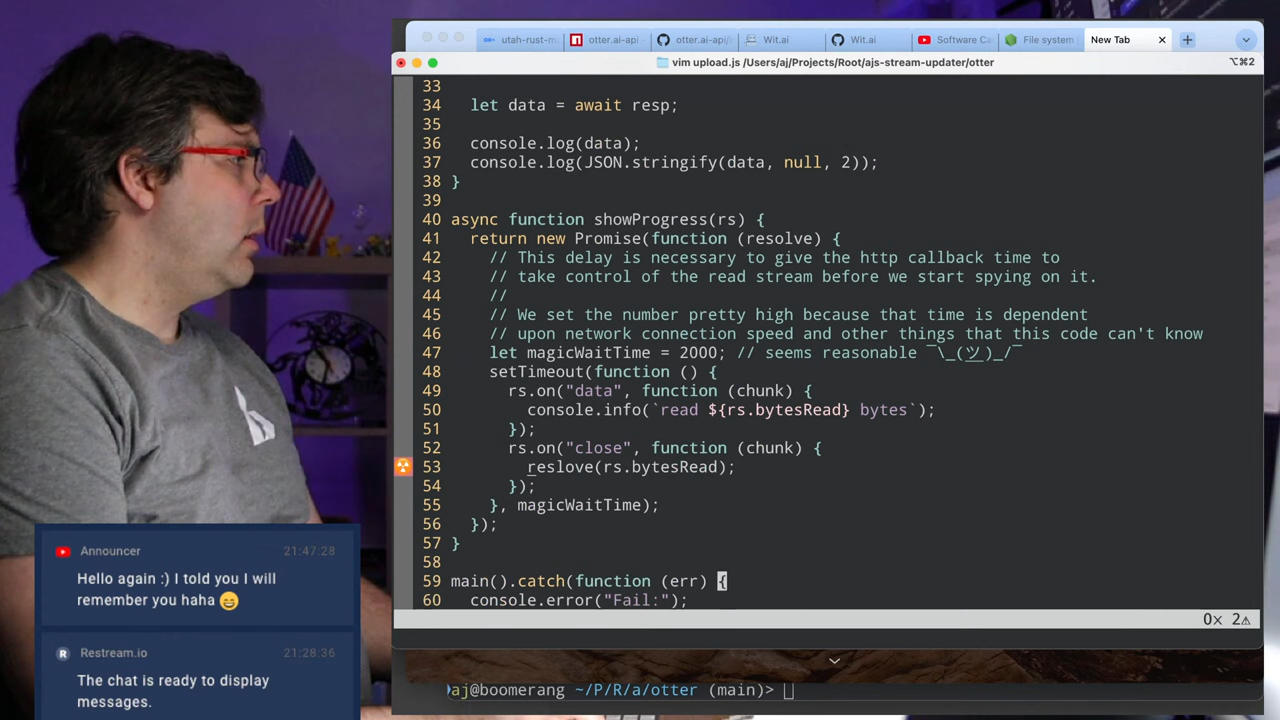 utah-rust-m
otter.ai-api
otter.ai-api/
Wit.ai
Wit.ai
Software Ca
File system
New Tab
vim upload.js /Users/aj/Projects/Root/ajs-stream-updater/otter
⌥⌘2
33
34 let data = await resp;
35
36 console.log(data);
37 console.log(JSON.stringify(data, null, 2));
38 }
39
40 async function showProgress(rs) {
41 return new Promise(function (resolve) {
42 // This delay is necessary to give the http callback time to
43 // take control of the read stream before we start spying on it.
44 //
45 // We set the number pretty high because that time is dependent
46 // upon network connection speed and other things that this code can't know
47 let magicWaitTime = 2000; // seems reasonable ¯\_(ツ)_/¯
48 setTimeout(function () {
49 rs.on("data", function (chunk) {
50 console.info(`read ${rs.bytesRead} bytes`);
51 });
52 rs.on("close", function (chunk) {
53 reslove(rs.bytesRead);
54 });
55 }, magicWaitTime);
56 });
57 }
58
59 main().catch(function (err) {
60 console.error("Fail:");
0× 2⚠
aj@boomerang ~/P/R/a/otter (main)>
Announcer 21:47:28
Hello again :) I told you I will
remember you haha 😄
Restream.io 21:28:36
The chat is ready to display
messages.